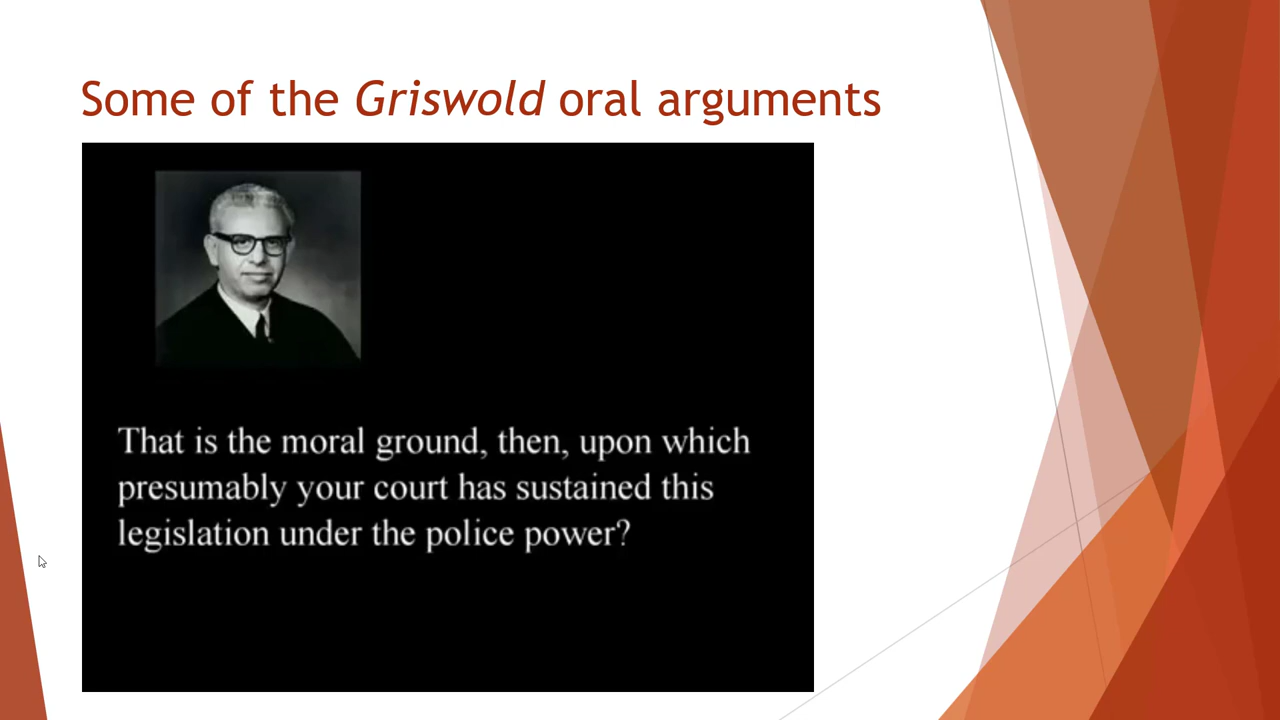 Some of the Griswold oral arguments
That is the moral ground, then, upon which
presumably your court has sustained this
legislation under the police power?